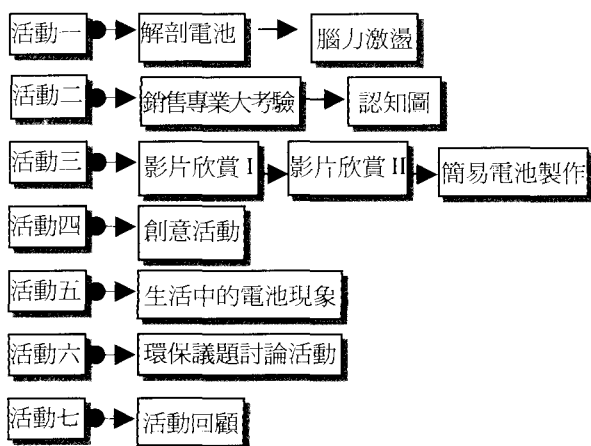 活動一 解剖電池 腦力激盪
活動二 銷售專業大考驗 認知圖
活動三 影片欣賞 I 影片欣賞 II 簡易電池製作
活動四 創意活動
活動五 生活中的電池現象
活動六 環保議題討論活動
活動七 活動回顧